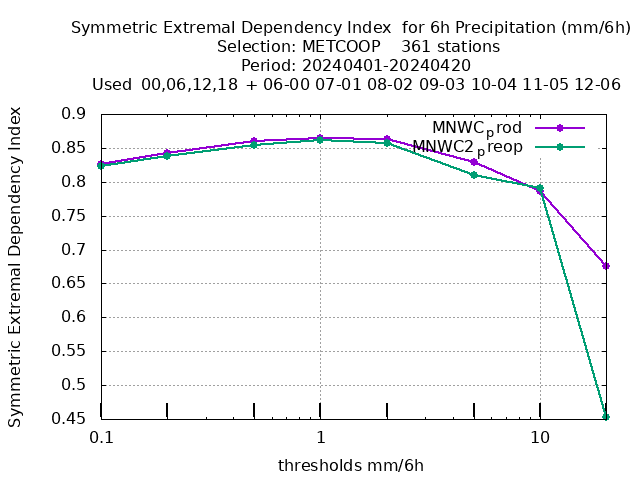 Symmetric Extremal Dependency Index  for 6h Precipitation (mm/6h)
Selection: METCOOP    361 stations
Period: 20240401-20240420
Used  00,06,12,18  + 06-00 07-01 08-02 09-03 10-04 11-05 12-06
MNWCprod
MNWC2preop
Symmetric Extremal Dependency Index
0.9
0.85
0.8
0.75
0.7
0.65
0.6
0.55
0.5
0.45
0.1 1 10
thresholds mm/6h